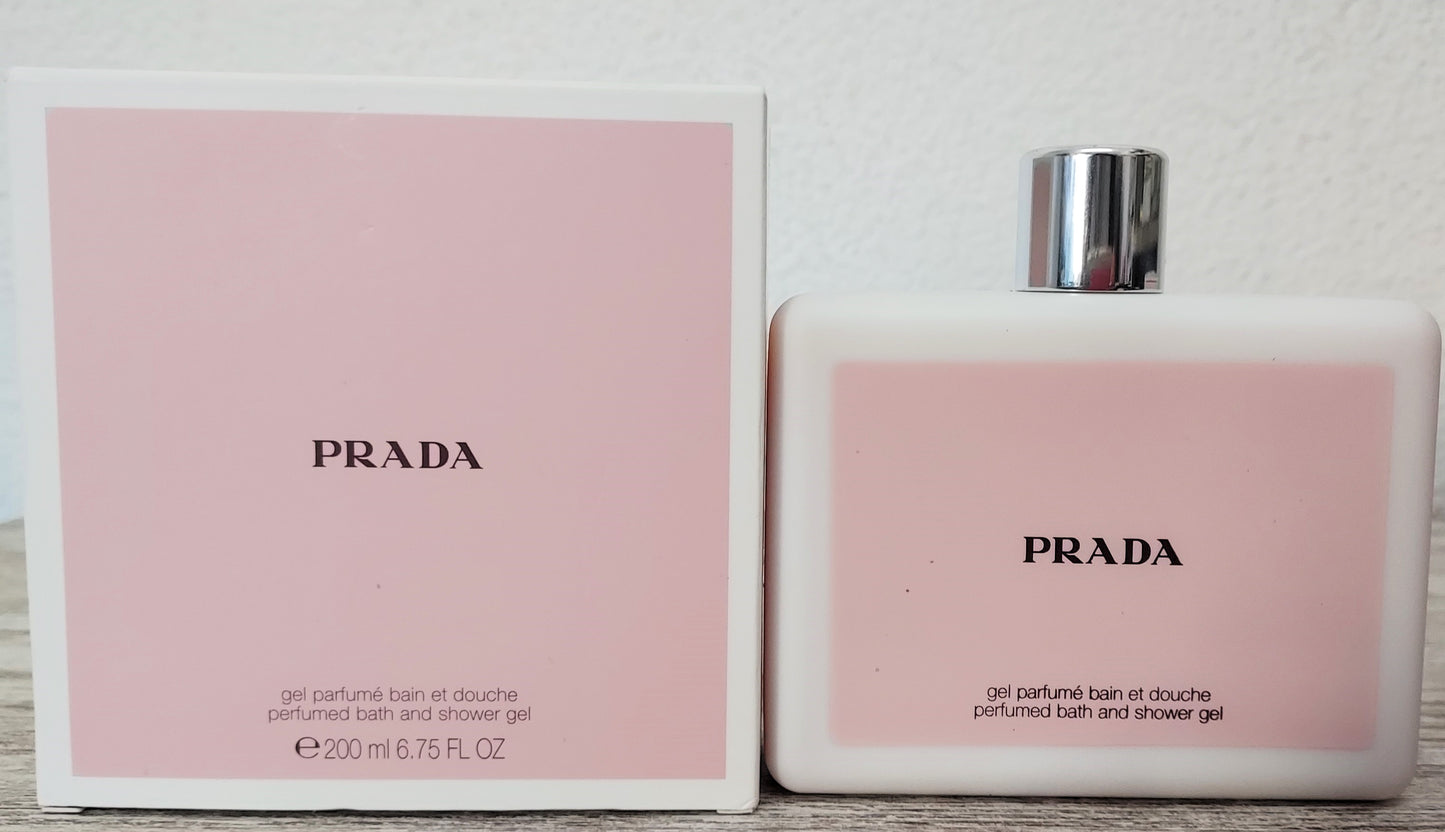 PRADA
gel parfumé bain et douche
perfumed bath and shower gel
℮ 200 ml 6.75 FL OZ
PRADA
gel parfumé bain et douche
perfumed bath and shower gel